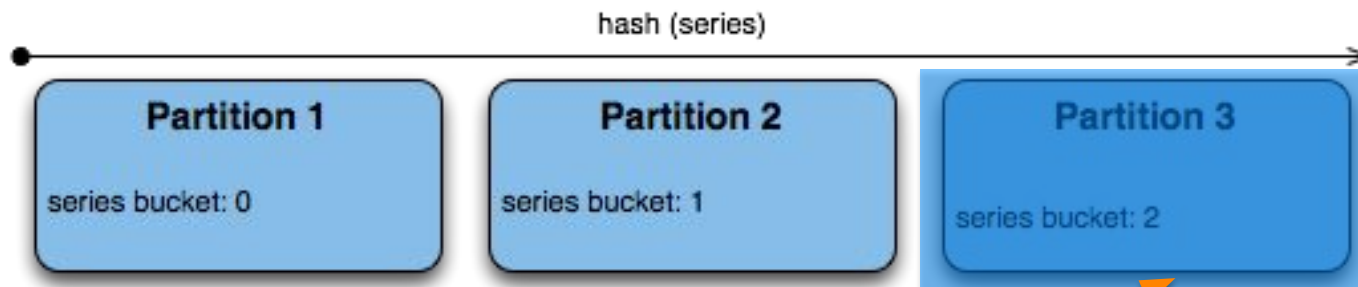 hash (series)
Partition 1
Partition 2
Partition 3
series bucket: 0
series bucket: 1
series bucket: 2